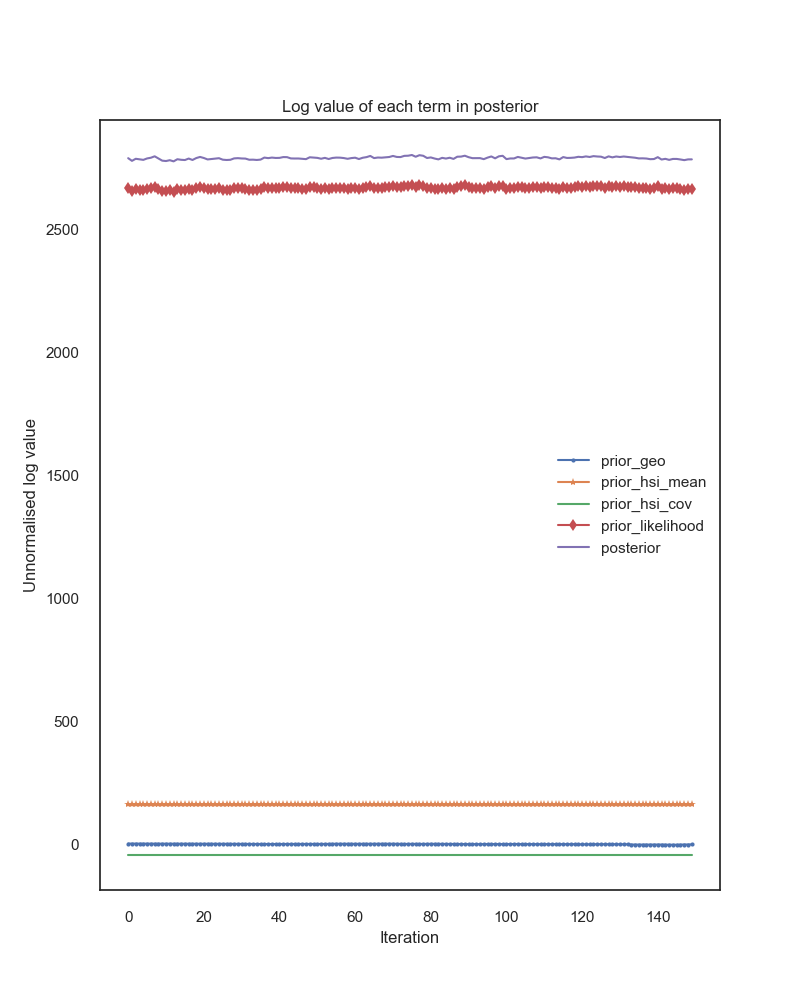 Log value of each term in posterior
Unnormalised log value
2500
2000
1500
1000
500
0
prior_geo
prior_hsi_mean
prior_hsi_cov
prior_likelihood
posterior
0 20 40 60 80 100 120 140
Iteration